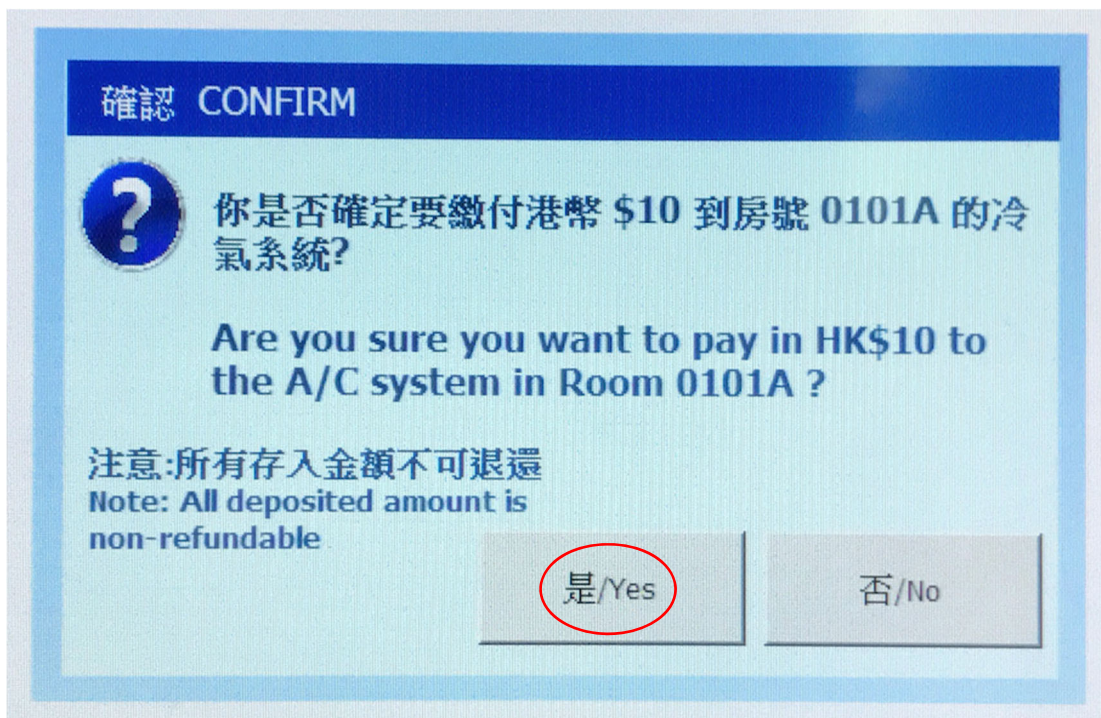 確認 CONFIRM
?
你是否確定要繳付港幣 $10 到房號 0101A 的冷
氣系統?
Are you sure you want to pay in HK$10 to
the A/C system in Room 0101A ?
注意:所有存入金額不可退還
Note: All deposited amount is
non-refundable
是/Yes
否/No